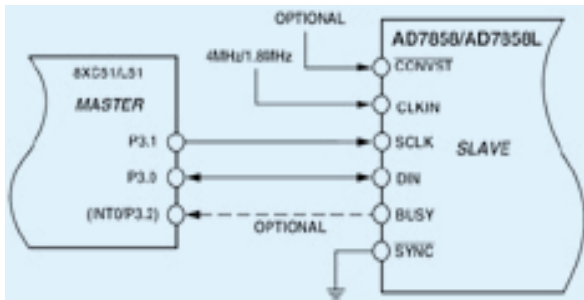 OPTIONAL
AD7858/AD7858L
4MHz/1.8MHz
CONVST
8XC51/L51
MASTER
CLKIN
P3.1
SCLK
SLAVE
P3.0
DIN
(INT0/P3.2)
BUSY
OPTIONAL
SYNC